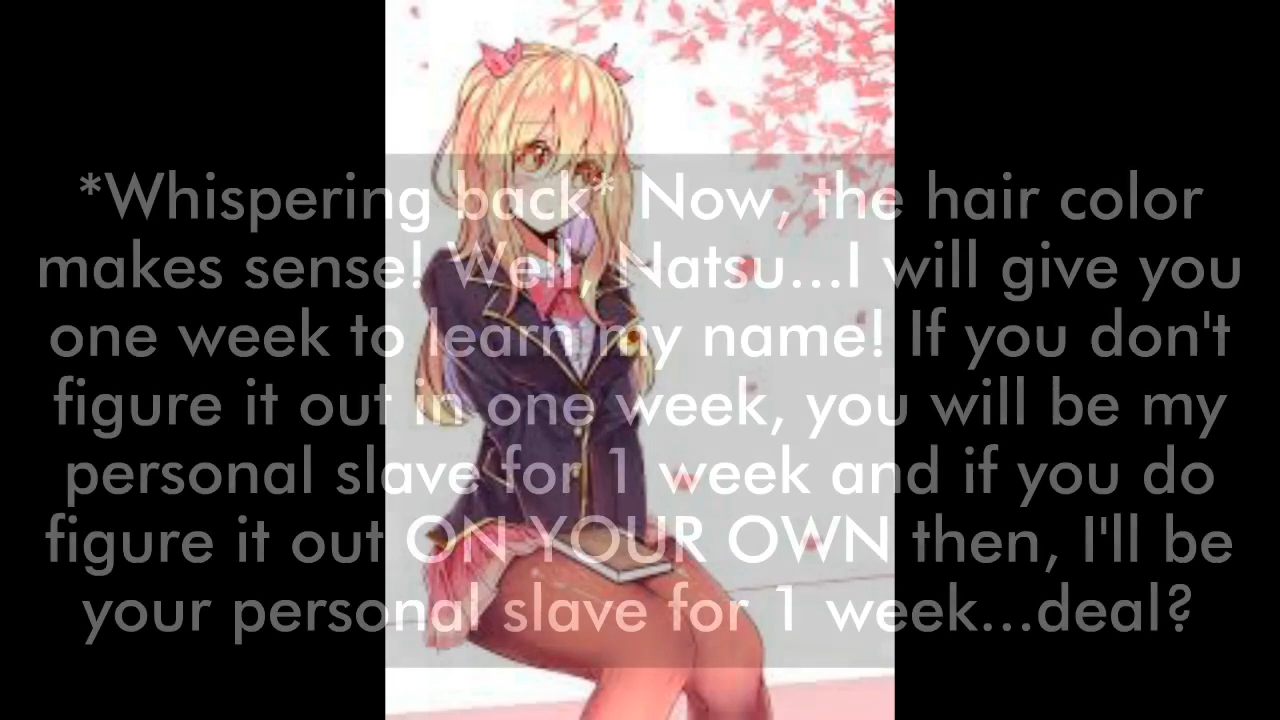 *Whispering back* Now, the hair color
makes sense! Well, Natsu...I will give you
one week to learn my name! If you don't
figure it out in one week, you will be my
personal slave for 1 week and if you do
figure it out ON YOUR OWN then, I'll be
your personal slave for 1 week...deal?